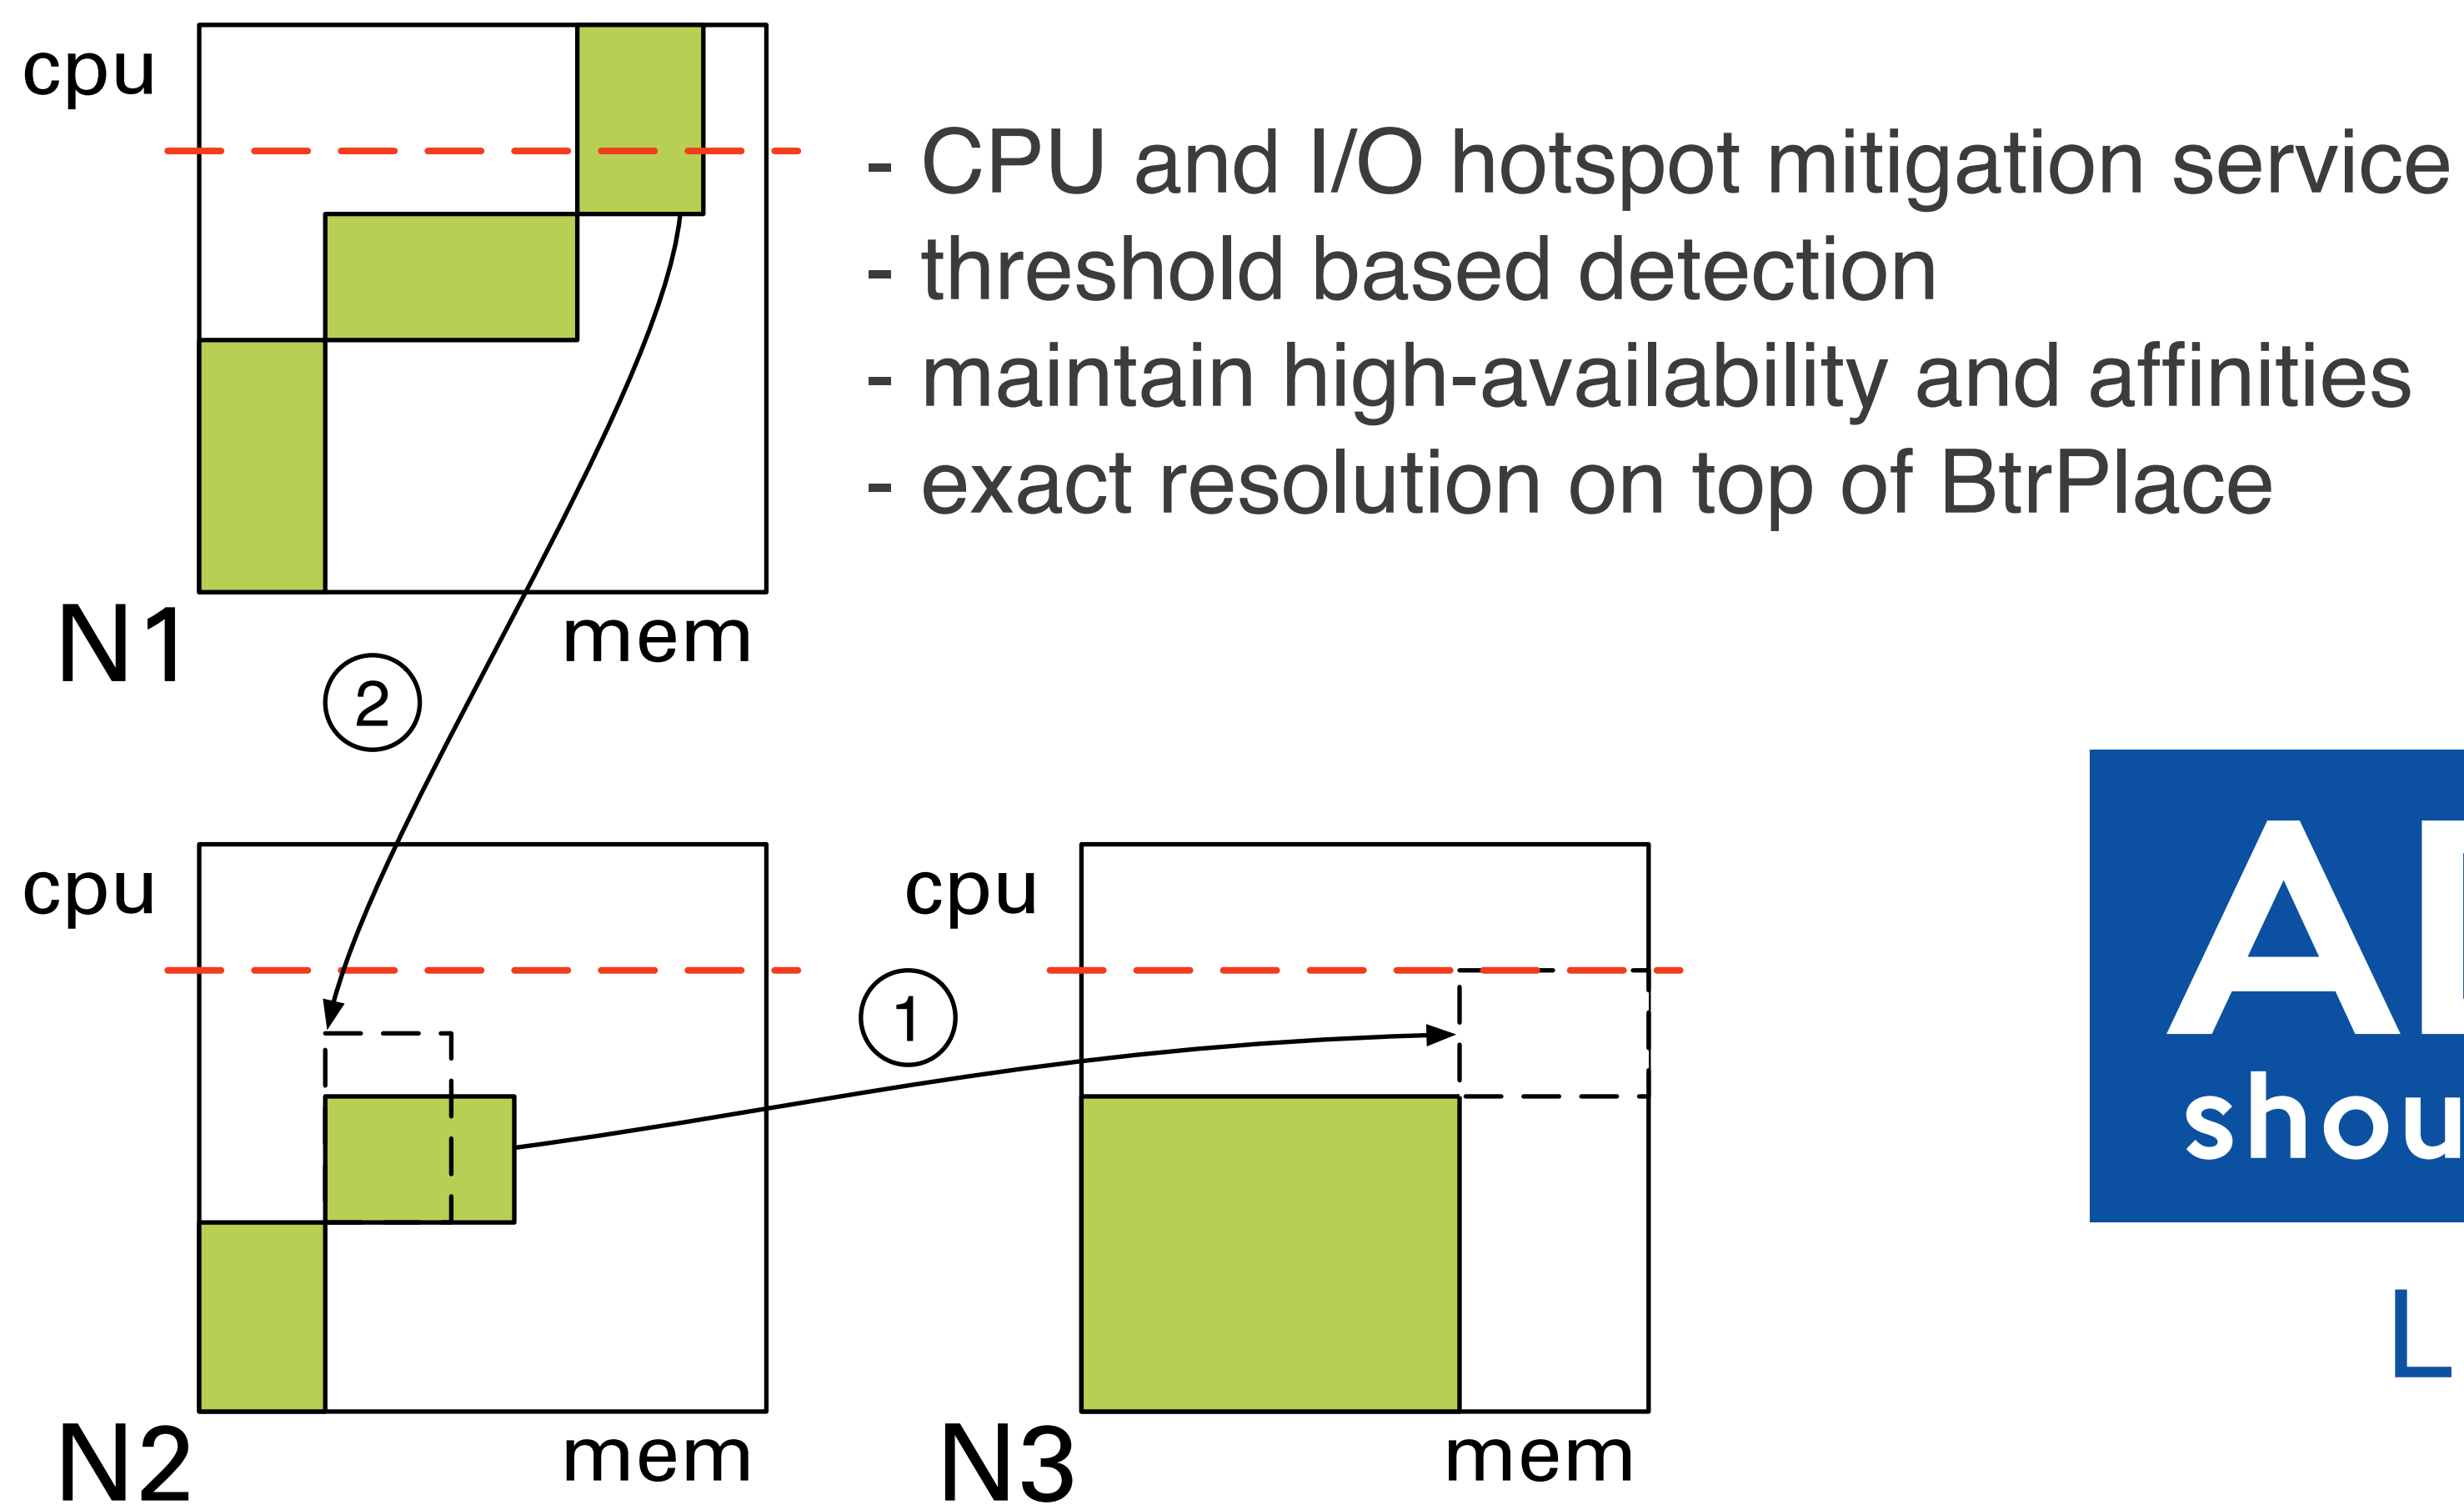 cpu
- CPU and I/O hotspot mitigation service
- threshold based detection
- maintain high-availability and affinities
- exact resolution on top of BtrPlace
N1
mem
2
cpu
cpu
1
A
shou
L
N2
mem
N3
mem